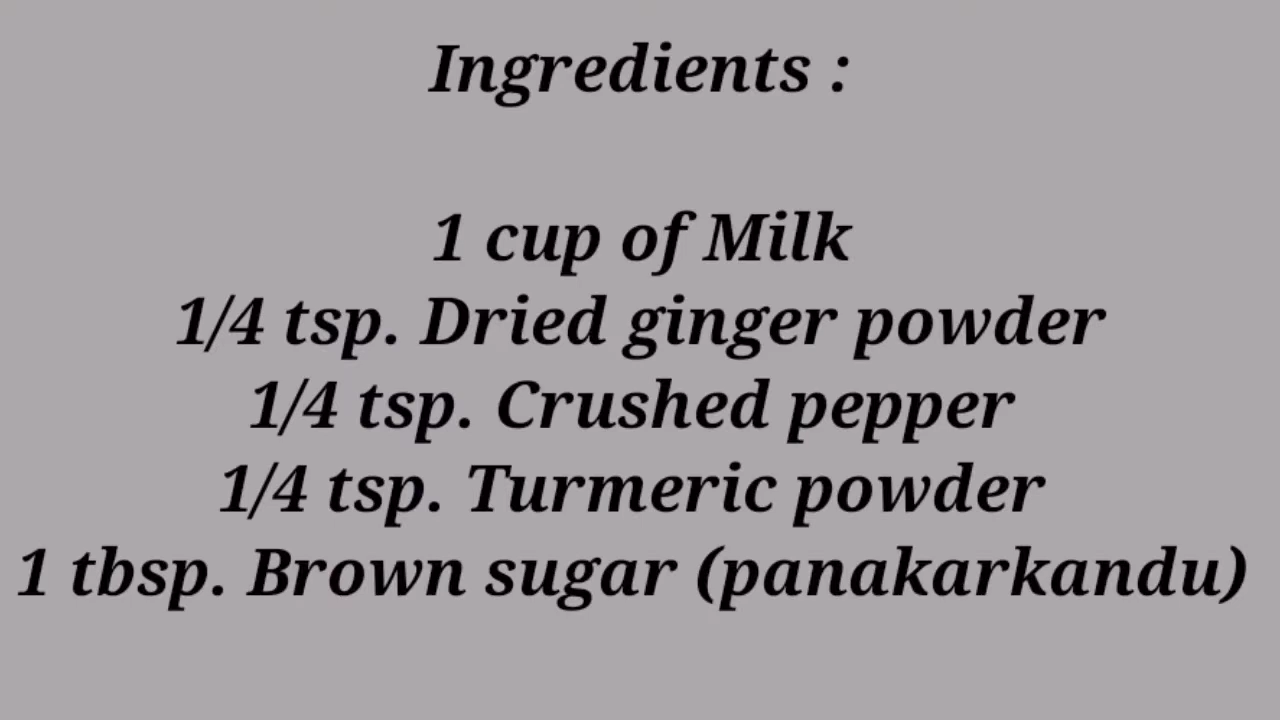 Ingredients :
1 cup of Milk
1/4 tsp. Dried ginger powder
1/4 tsp. Crushed pepper
1/4 tsp. Turmeric powder
1 tbsp. Brown sugar (panakarkandu)